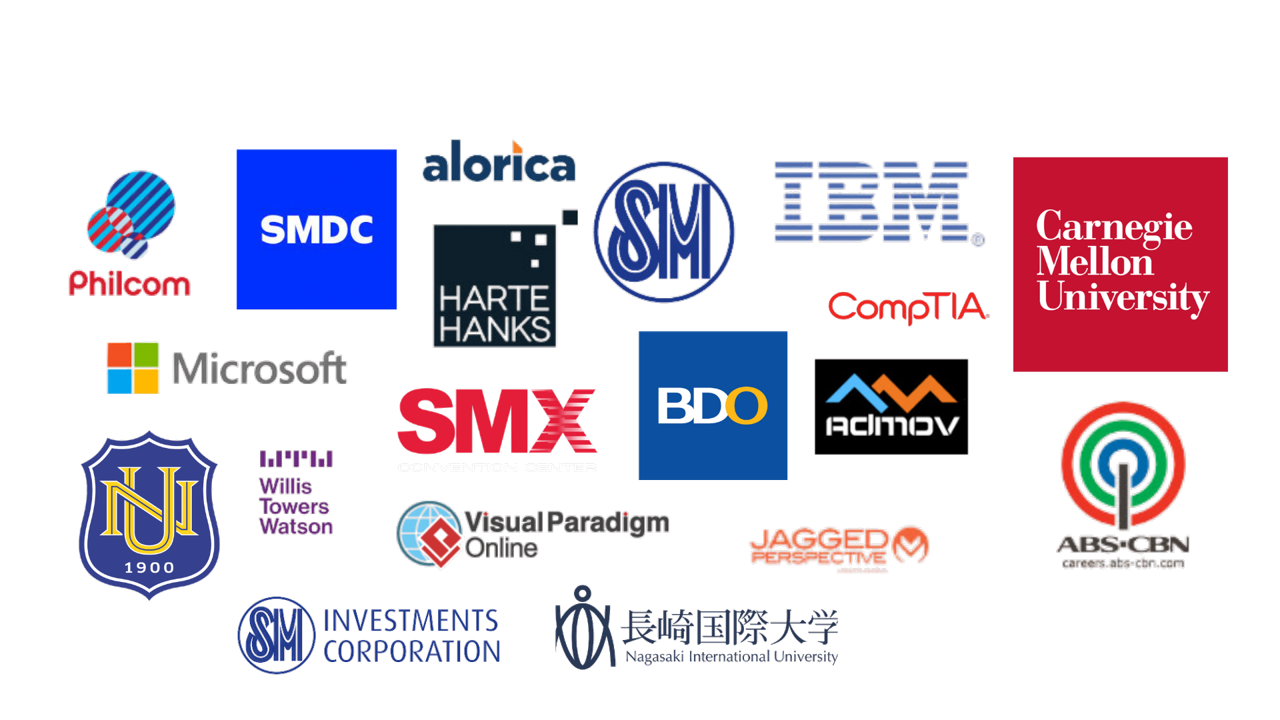 Philcom
SMDC
alorica
HARTE
HANKS
SM
IBM®
CompTIA
Carnegie
Mellon
University
Microsoft
SMX
CONVENTION CENTER
BDO
admov
NU
1900
Willis
Towers
Watson
Visual Paradigm
Online
JAGGED
PERSPECTIVE
ABS-CBN
careers.abs-cbn.com
SM INVESTMENTS
CORPORATION
長崎国際大学
Nagasaki International University